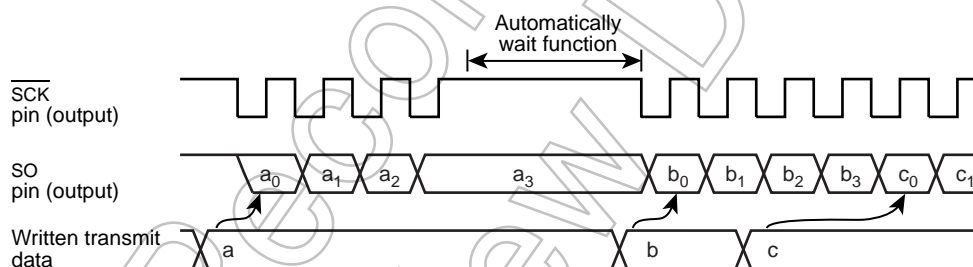 Automatically
wait function
SCK
pin (output)
SO
pin (output)
a0 a1 a2 a3 b0 b1 b2 b3 c0 c1
Written transmit
data
a b c